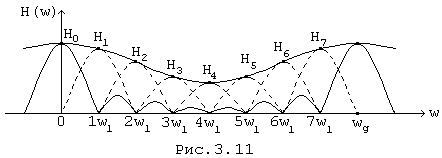 H(w)
H0 H1 H2 H3 H4 H5 H6 H7
0 1w1 2w1 3w1 4w1 5w1 6w1 7w1 wg w
Рис.3.11